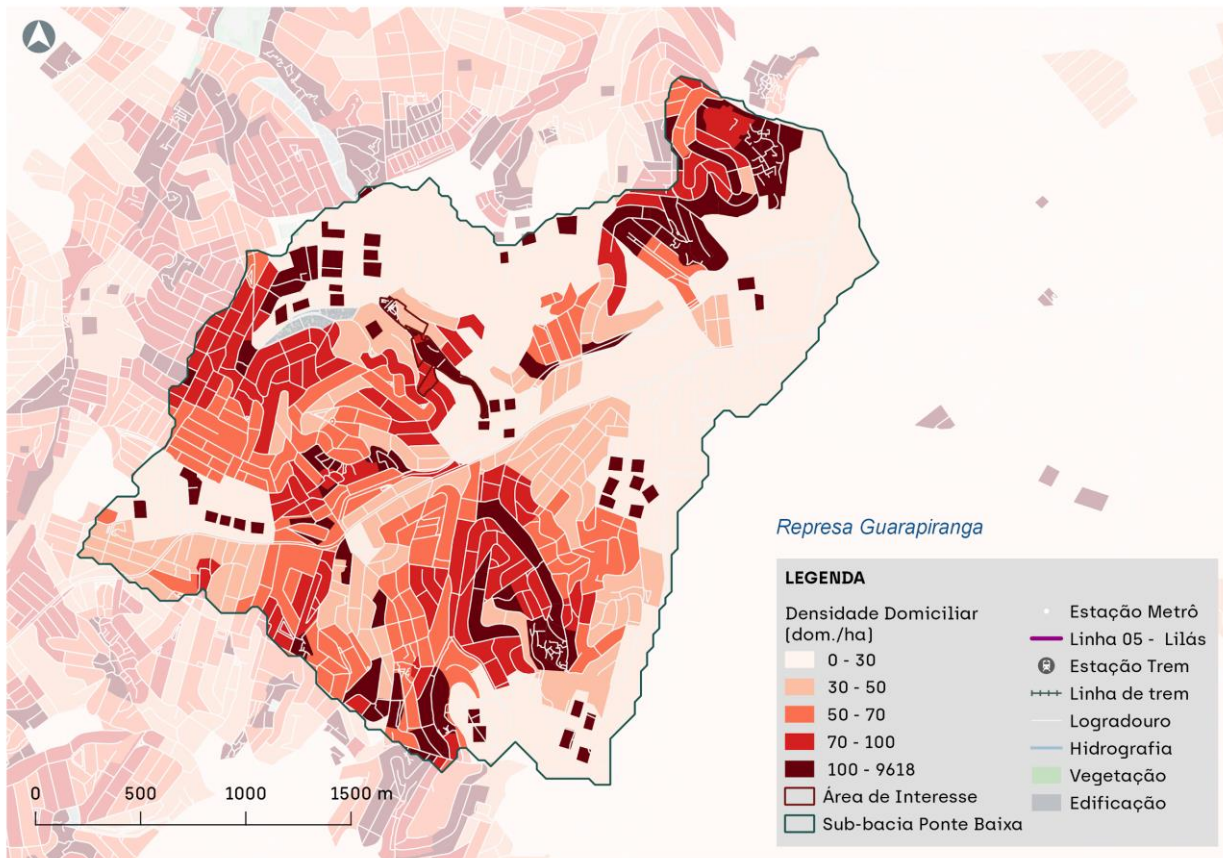 Represa Guarapiranga
LEGENDA
Densidade Domiciliar
(dom./ha)
0 - 30
30 - 50
50 - 70
70 - 100
100 - 9618
Área de Interesse
Sub-bacia Ponte Baixa
Estação Metrô
Linha 05 - Lilás
Estação Trem
Linha de trem
Logradouro
Hidrografia
Vegetação
Edificação
0 500 1000 1500 m